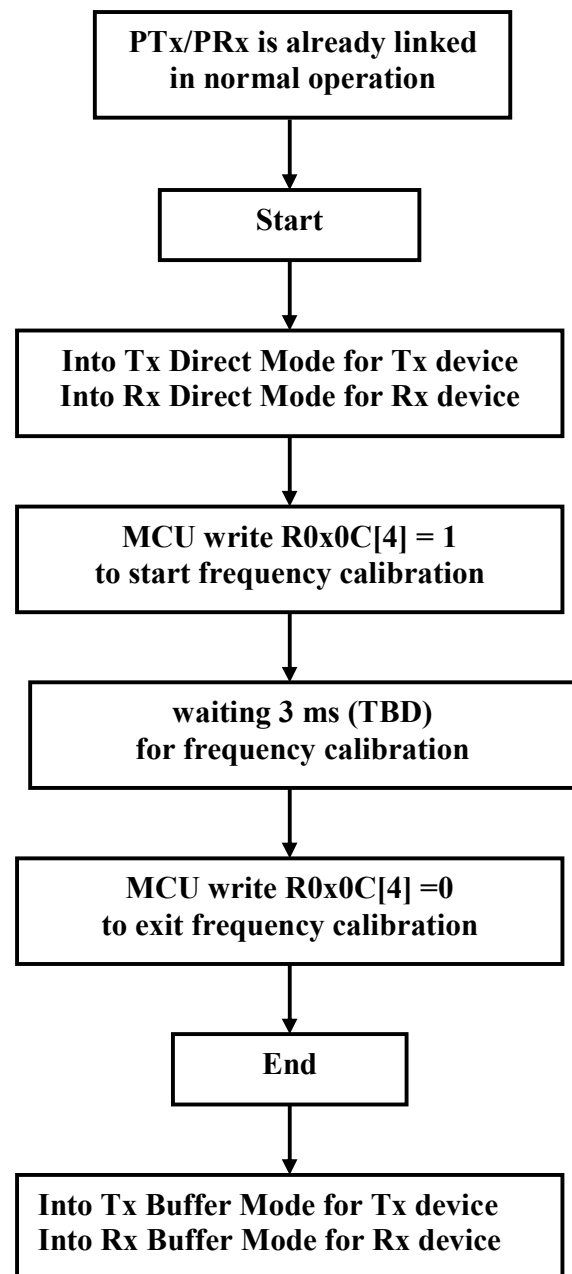 PTx/PRx is already linked
in normal operation
Start
Into Tx Direct Mode for Tx device
Into Rx Direct Mode for Rx device
MCU write R0x0C[4] = 1
to start frequency calibration
waiting 3 ms (TBD)
for frequency calibration
MCU write R0x0C[4] =0
to exit frequency calibration
End
Into Tx Buffer Mode for Tx device
Into Rx Buffer Mode for Rx device